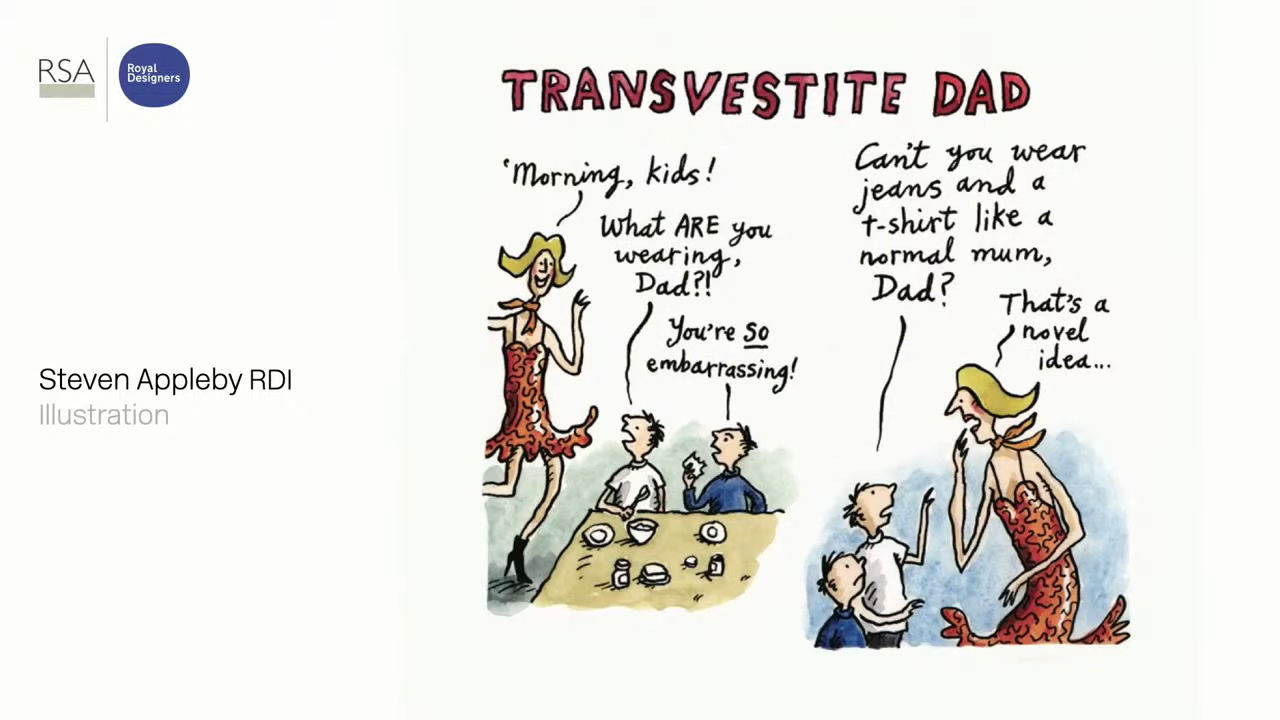 RSA
Royal
Designers
Steven Appleby RDI
Illustration
TRANSVESTITE DAD
'Morning, kids!
What ARE you
wearing,
Dad?!
You're so
embarrassing!
Can't you wear
jeans and a
t-shirt like a
normal mum,
Dad?
That's a
novel
idea...